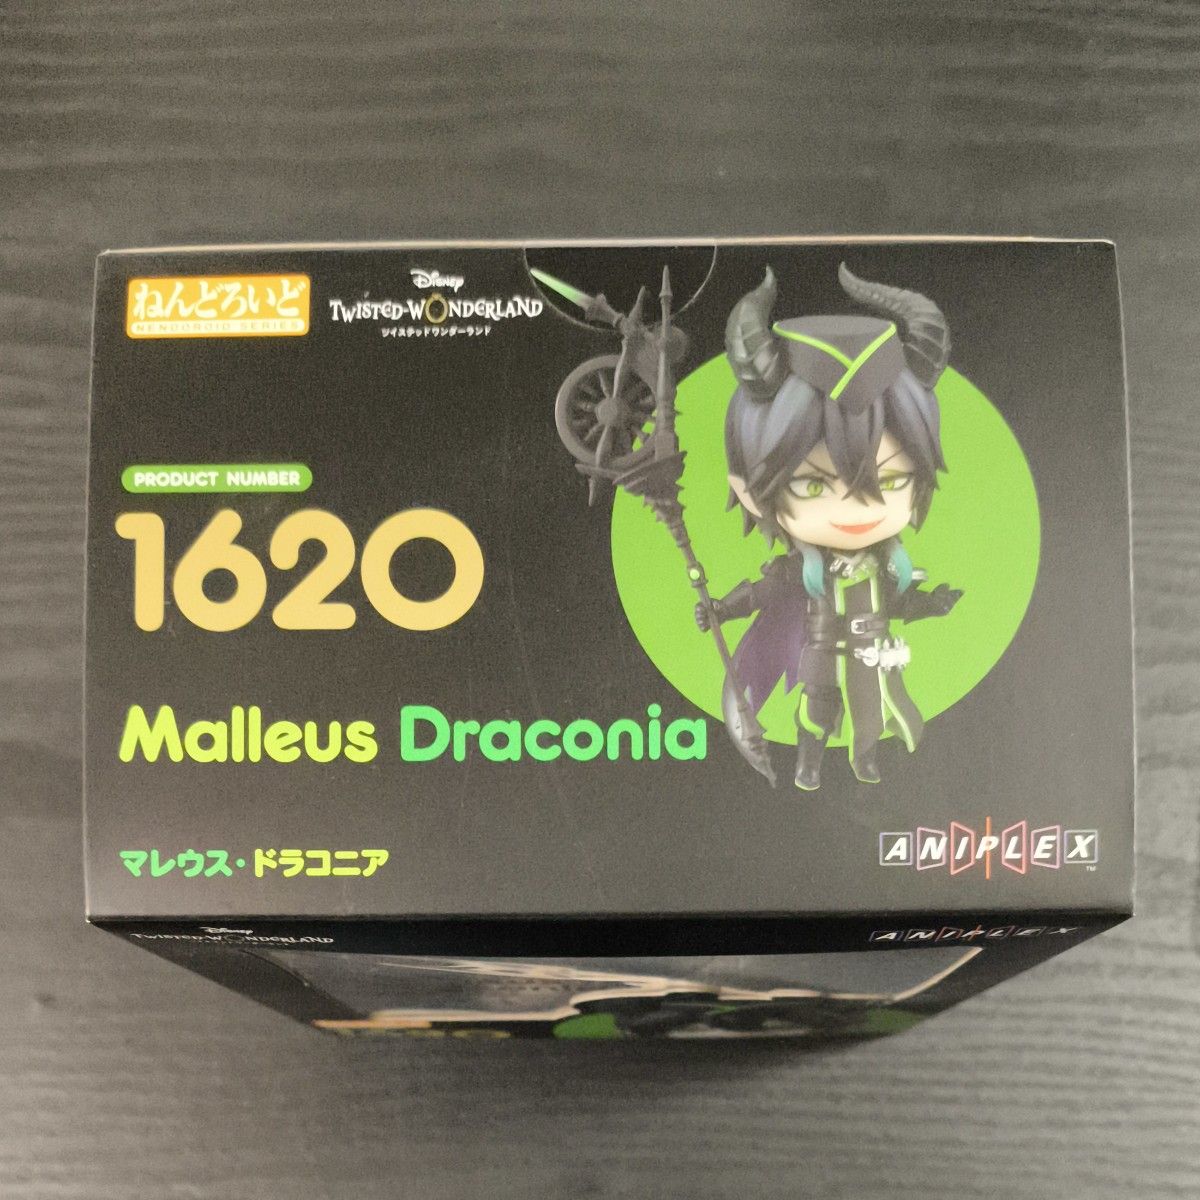 ねんどろいど
NENDOROID SERIES
Disney
TWISTED-WONDERLAND
ツイステッドワンダーランド
PRODUCT NUMBER
1620
Malleus Draconia
マレウス・ドラコニア
ANIPLEX
TM
Disney
TWISTED-WONDERLAND
ANIPLEX